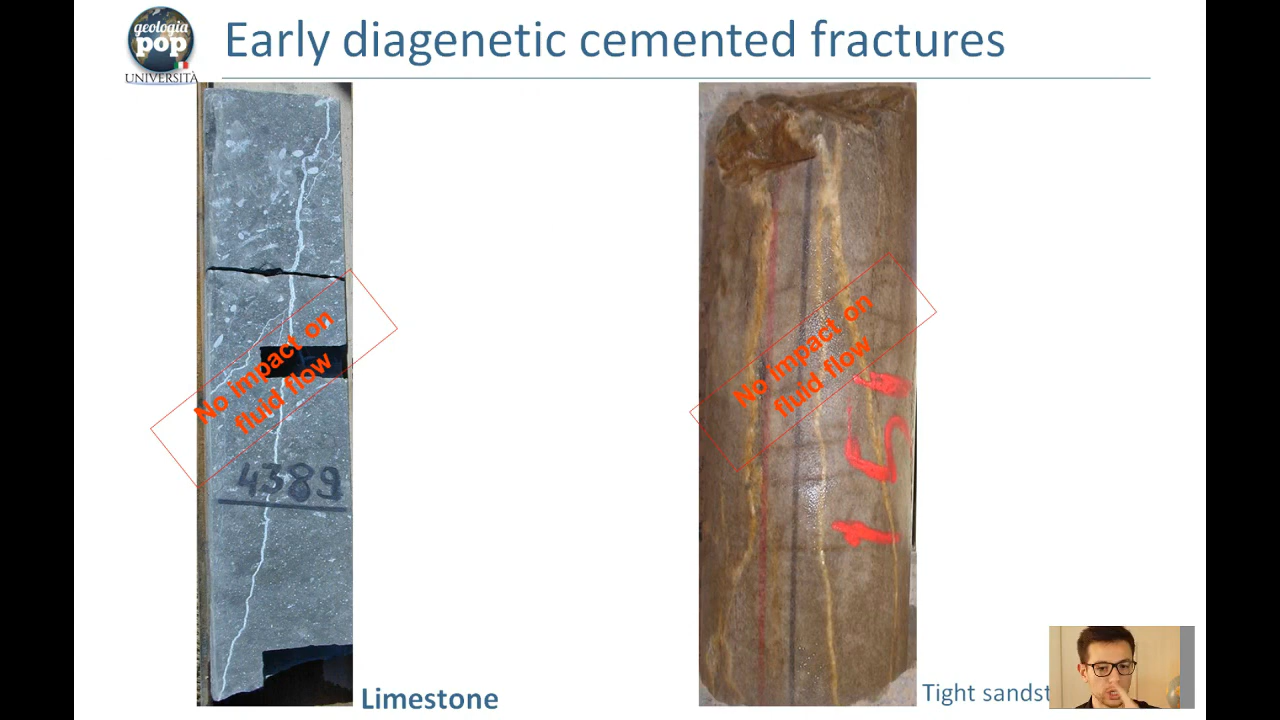 geologia
pop
UNIVERSITÀ
Early diagenetic cemented fractures
No impact on
fluid flow
4389
Limestone
No impact on
fluid flow
151
Tight sandst